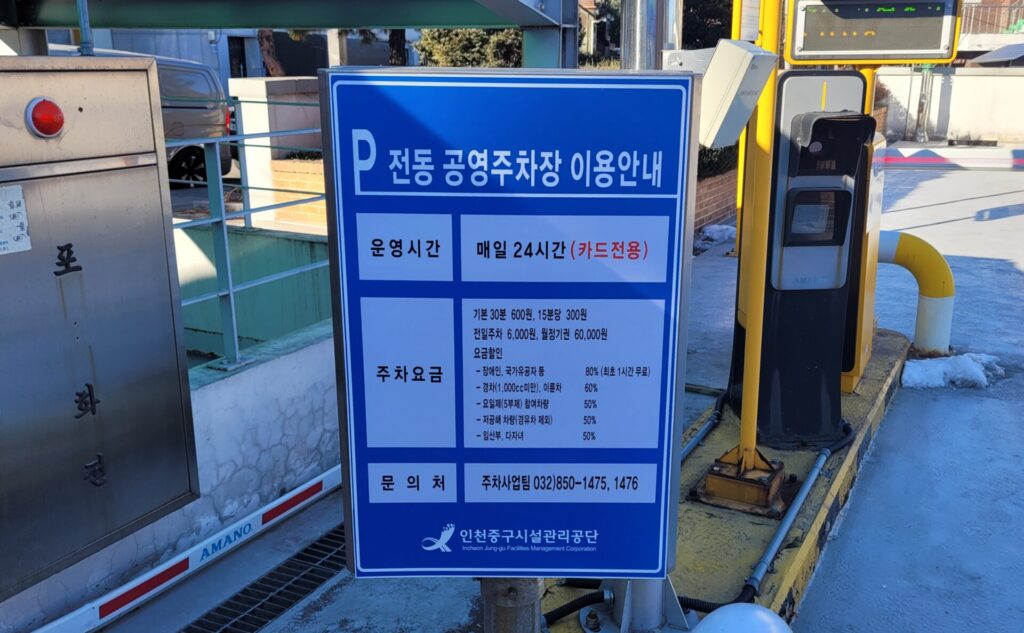 P 전동 공영주차장 이용안내
운영시간
매일 24시간 (카드전용)
주차요금
기본 30분 600원, 15분당 300원
전일주차 6,000원, 월정기권 60,000원
요금할인
- 장애인, 국가유공자 등 80% (최초 1시간 무료)
- 경차(1,000cc미만), 이륜차 60%
- 요일제(5부제) 참여차량 50%
- 저공해 차량(경유차 제외) 50%
- 임산부, 다자녀 50%
문의처
주차사업팀 032)850-1475, 1476
인천중구시설관리공단
Incheon Jung-gu Facilities Management Corporation
포
화
전
AMANO
AMANO